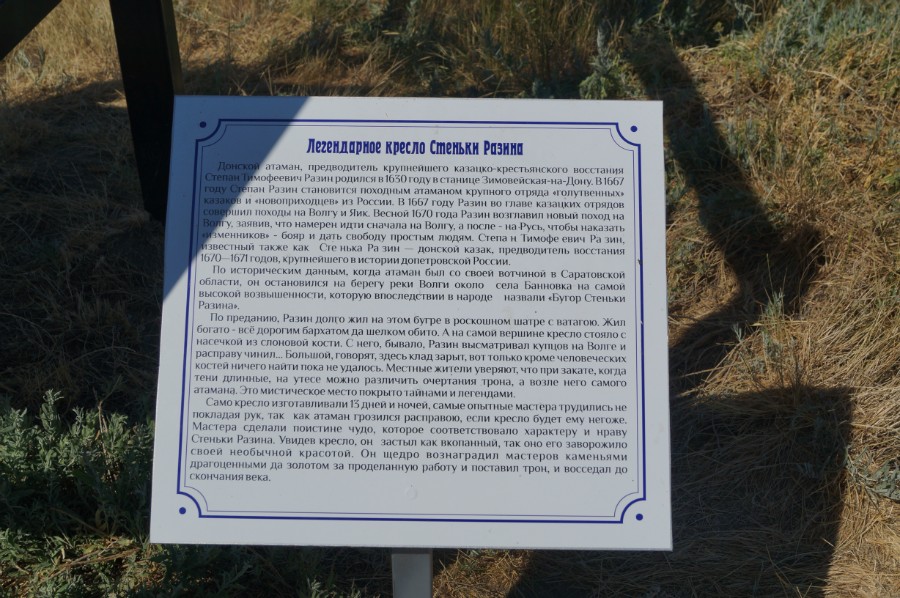 Легендарное кресло Стеньки Разина
Донской атаман, предводитель крупнейшего казацко-крестьянского восстания
Степан Тимофеевич Разин родился в 1630 году в станице Зимовейская-на-Дону. В 1667
году Степан Разин становится походным атаманом крупного отряда «голутвенных»
казаков и «новоприходцев» из России. В 1667 году Разин во главе казацких отрядов
совершил походы на Волгу и Яик. Весной 1670 года Разин возглавил новый поход на
Волгу, заявив, что намерен идти сначала на Волгу, а после - на Русь, чтобы наказать
«изменников» - бояр и дать свободу простым людям. Степа н Тимофе евич Ра зин,
известный также как Сте нька Ра зин — донской казак, предводитель восстания
1670—1671 годов, крупнейшего в истории допетровской России.
По историческим данным, когда атаман был со своей вотчиной в Саратовской
области, он остановился на берегу реки Волги около села Банновка на самой
высокой возвышенности, которую впоследствии в народе назвали «Бугор Стеньки
Разина».
По преданию, Разин долго жил на этом бугре в роскошном шатре с ватагою. Жил
богато - всё дорогим бархатом да шелком обито. А на самой вершине кресло стояло с
насечкой из слоновой кости. С него, бывало, Разин высматривал купцов на Волге и
расправу чинил... Большой, говорят, здесь клад зарыт, вот только кроме человеческих
костей ничего найти пока не удалось. Местные жители уверяют, что при закате, когда
тени длинные, на утесе можно различить очертания трона, а возле него самого
атамана. Это мистическое место покрыто тайнами и легендами.
Само кресло изготавливали 13 дней и ночей, самые опытные мастера трудились не
покладая рук, так как атаман грозился расправою, если кресло будет ему негоже.
Мастера сделали поистине чудо, которое соответствовало характеру и нраву
Стеньки Разина. Увидев кресло, он застыл как вкопанный, так оно его заворожило
своей необычной красотой. Он щедро вознаградил мастеров каменьями
драгоценными да золотом за проделанную работу и поставил трон, и восседал до
скончания века.